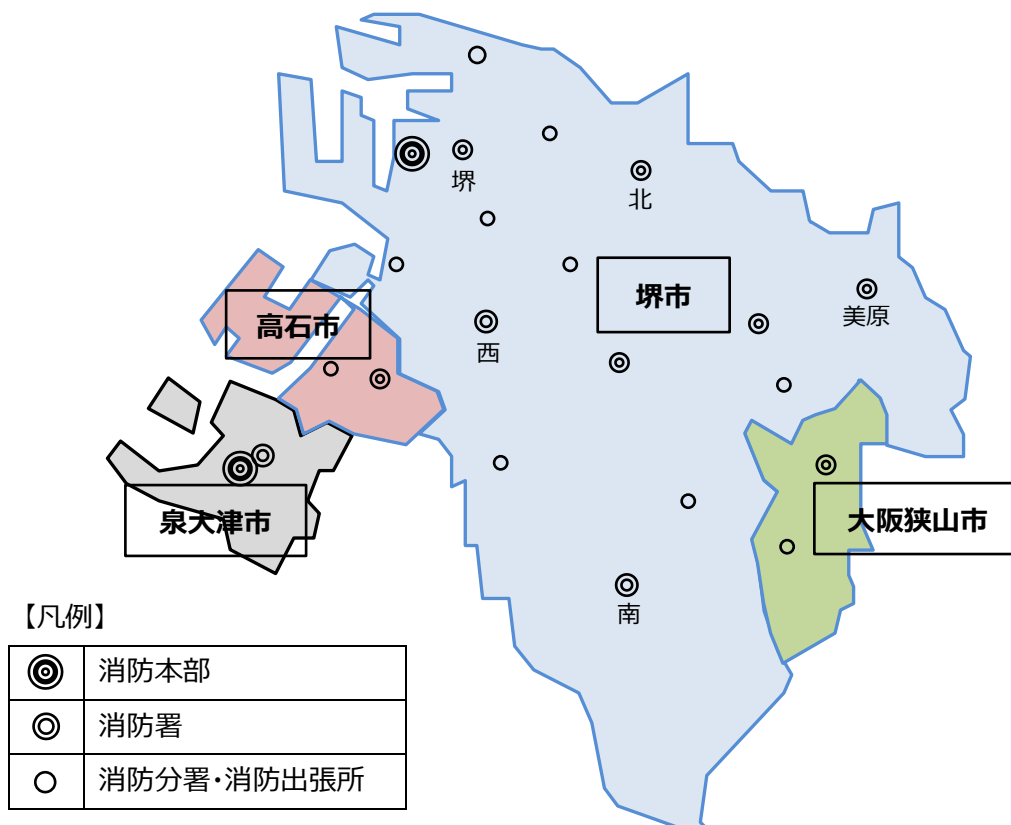 堺
北
堺市
美原
高石市
西
泉大津市
大阪狭山市
南
【凡例】
消防本部
消防署
消防分署・消防出張所